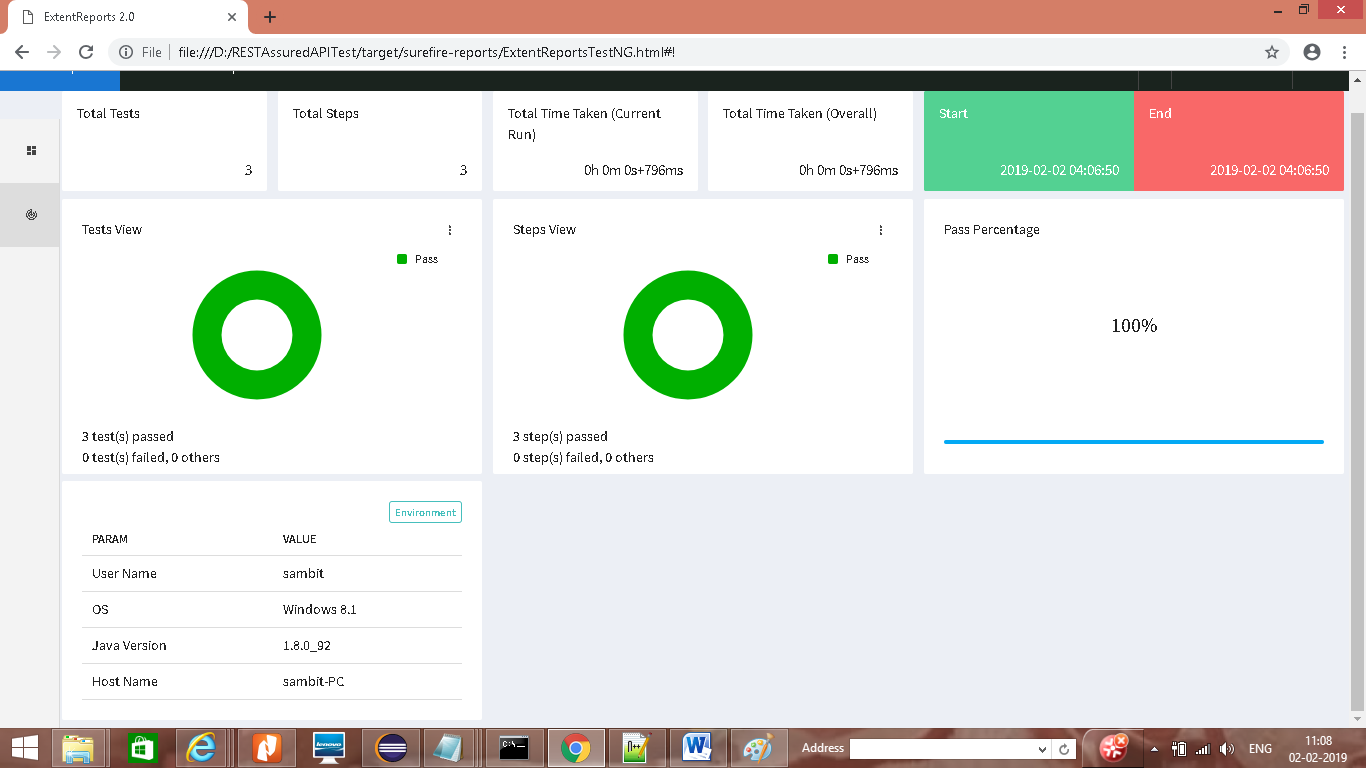 ExtentReports 2.0
File file:///D:/RESTAssuredAPITest/target/surefire-reports/ExtentReportsTestNG.html#!
Total Tests
3
Total Steps
3
Total Time Taken (Current
Run)
0h 0m 0s+796ms
Total Time Taken (Overall)
0h 0m 0s+796ms
Start
2019-02-02 04:06:50
End
2019-02-02 04:06:50
Tests View
Pass
3 test(s) passed
0 test(s) failed, 0 others
Steps View
Pass
3 step(s) passed
0 step(s) failed, 0 others
Pass Percentage
100%
Environment
PARAM VALUE
User Name sambit
OS Windows 8.1
Java Version 1.8.0_92
Host Name sambit-PC
Address
ENG
11:08
02-02-2019